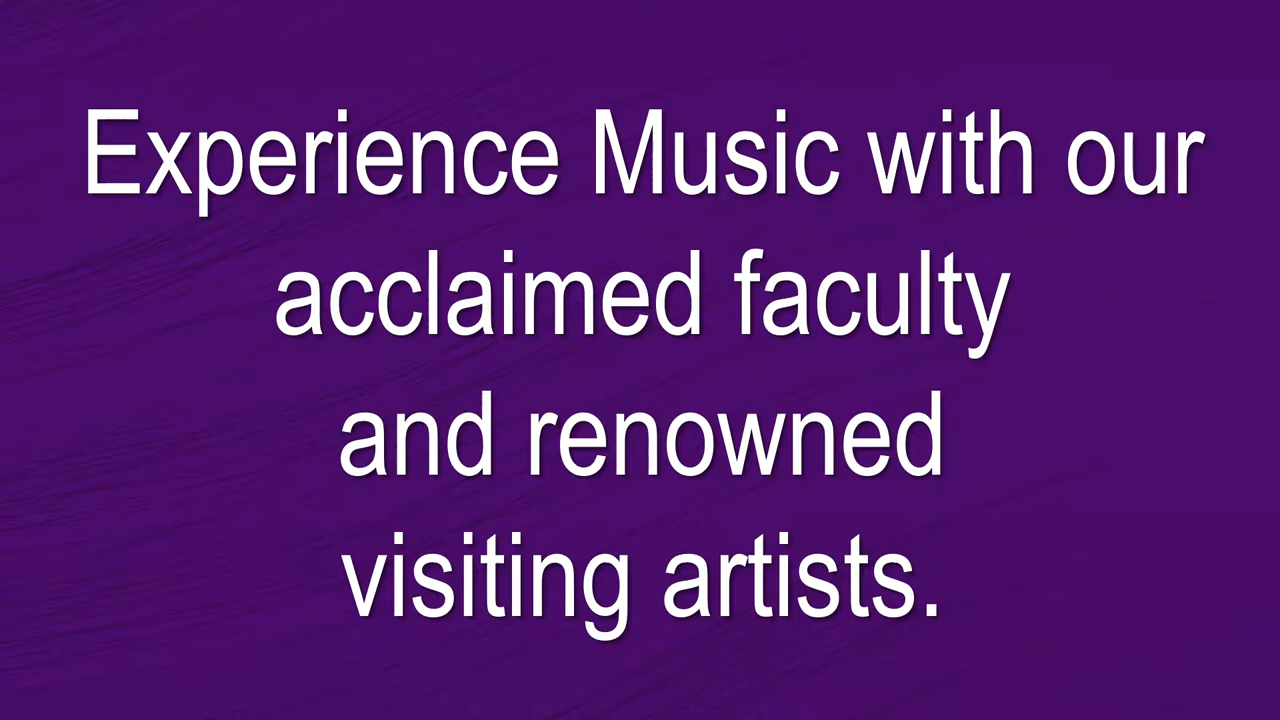 Experience Music with our
acclaimed faculty
and renowned
visiting artists.